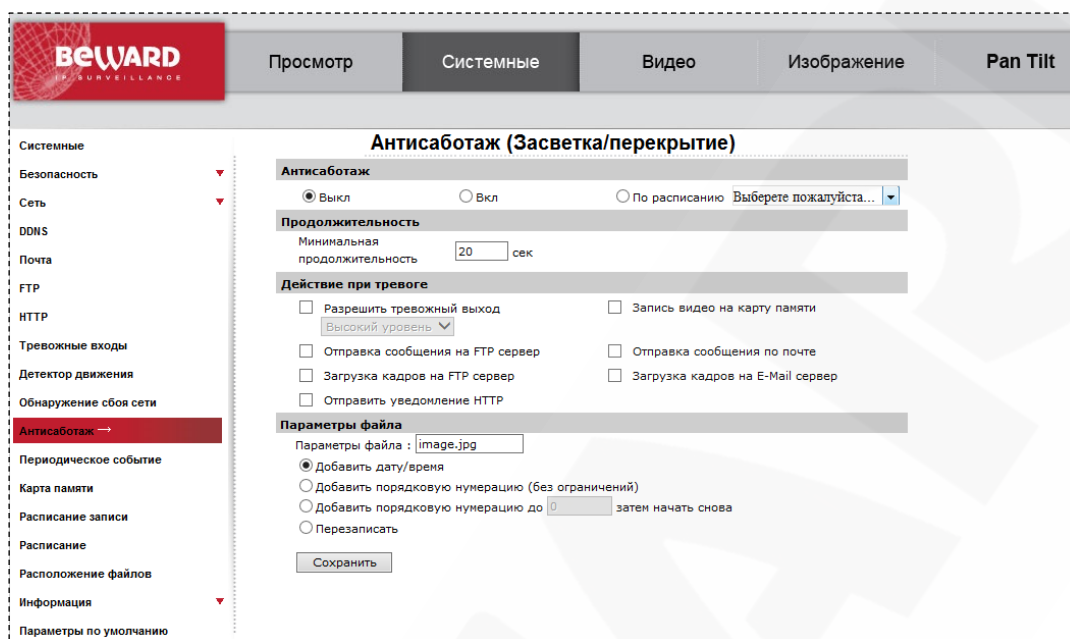 BEWARD
IP SURVEILLANCE
Просмотр Системные Видео Изображение Pan Tilt
Системные
Безопасность
Сеть
DDNS
Почта
FTP
HTTP
Тревожные входы
Детектор движения
Обнаружение сбоя сети
Антисаботаж →
Периодическое событие
Карта памяти
Расписание записи
Расписание
Расположение файлов
Информация
Параметры по умолчанию
Антисаботаж (Засветка/перекрытие)
Антисаботаж
Выкл Вкл По расписанию Выберете пожалуйста...
Продолжительность
Минимальная
продолжительность 20 сек
Действие при тревоге
Разрешить тревожный выход Запись видео на карту памяти
Высокий уровень
Отправка сообщения на FTP сервер Отправка сообщения по почте
Загрузка кадров на FTP сервер Загрузка кадров на E-Mail сервер
Отправить уведомление HTTP
Параметры файла
Параметры файла : image.jpg
Добавить дату/время
Добавить порядковую нумерацию (без ограничений)
Добавить порядковую нумерацию до 0 затем начать снова
Перезаписать
Сохранить